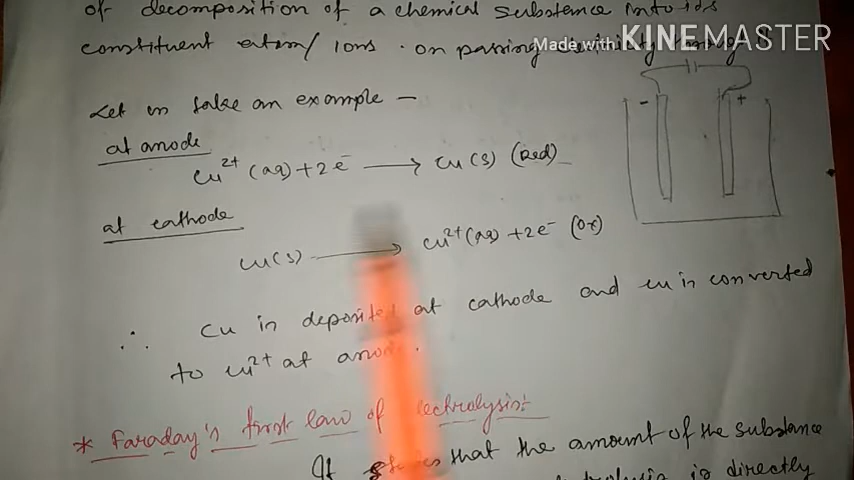 of decomposition of a chemical substance into its
constituent atom/ ions . on passing
Made with KINEMASTER
Let us take an example —
at anode
Cu²⁺ (aq) + 2e⁻ ⟶ Cu(s) (Red)
- +
at cathode
Cu(s) ⟶ Cu²⁺(aq) + 2e⁻ (Ox)
∴ Cu is deposited at cathode and Cu is converted
to Cu²⁺ at anode.
* Faraday's first law of electrolysis:
It states that the amount of the substance
is directly